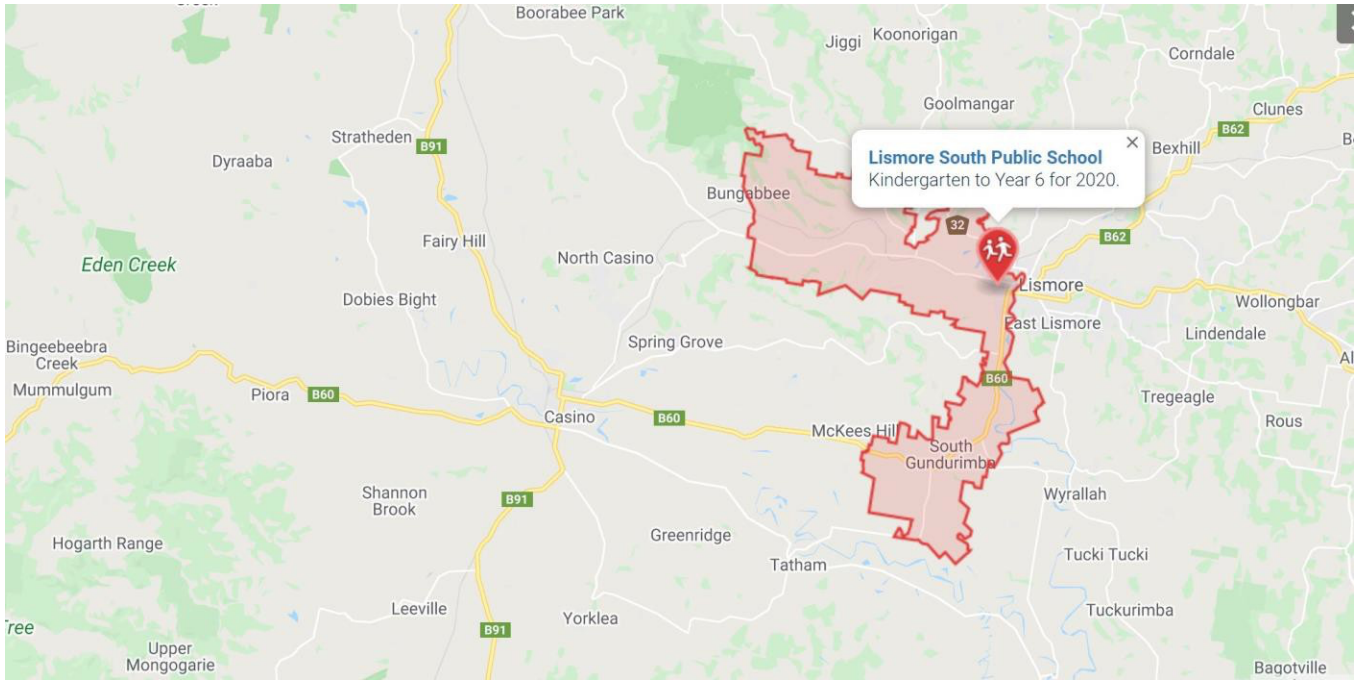 Boorabee Park
Jiggi
Koonorigan
Corndale
Goolmangar
Clunes
Stratheden
B91
B62
Dyraaba
Bexhill
Lismore South Public School
Kindergarten to Year 6 for 2020.
Bungabbee
32
B62
Fairy Hill
North Casino
Eden Creek
Lismore
Dobies Bight
Wollongbar
East Lismore
Lindendale
Bingeebeebra
Creek
Spring Grove
Mummulgum
Piora
B60
B60
Tregeagle
Casino
B60
McKees Hill
Rous
South
Gundurimba
Shannon
Brook
B91
Wyrallah
Greenridge
Hogarth Range
Tatham
Tucki Tucki
Leeville
Yorklea
Tuckurimba
B91
Upper
Mongogarie
Bagotville